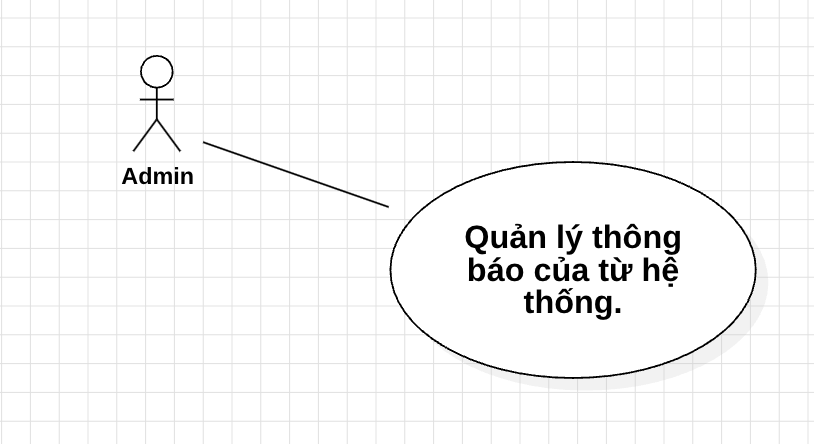 Admin
Quản lý thông
báo của từ hệ
thống.